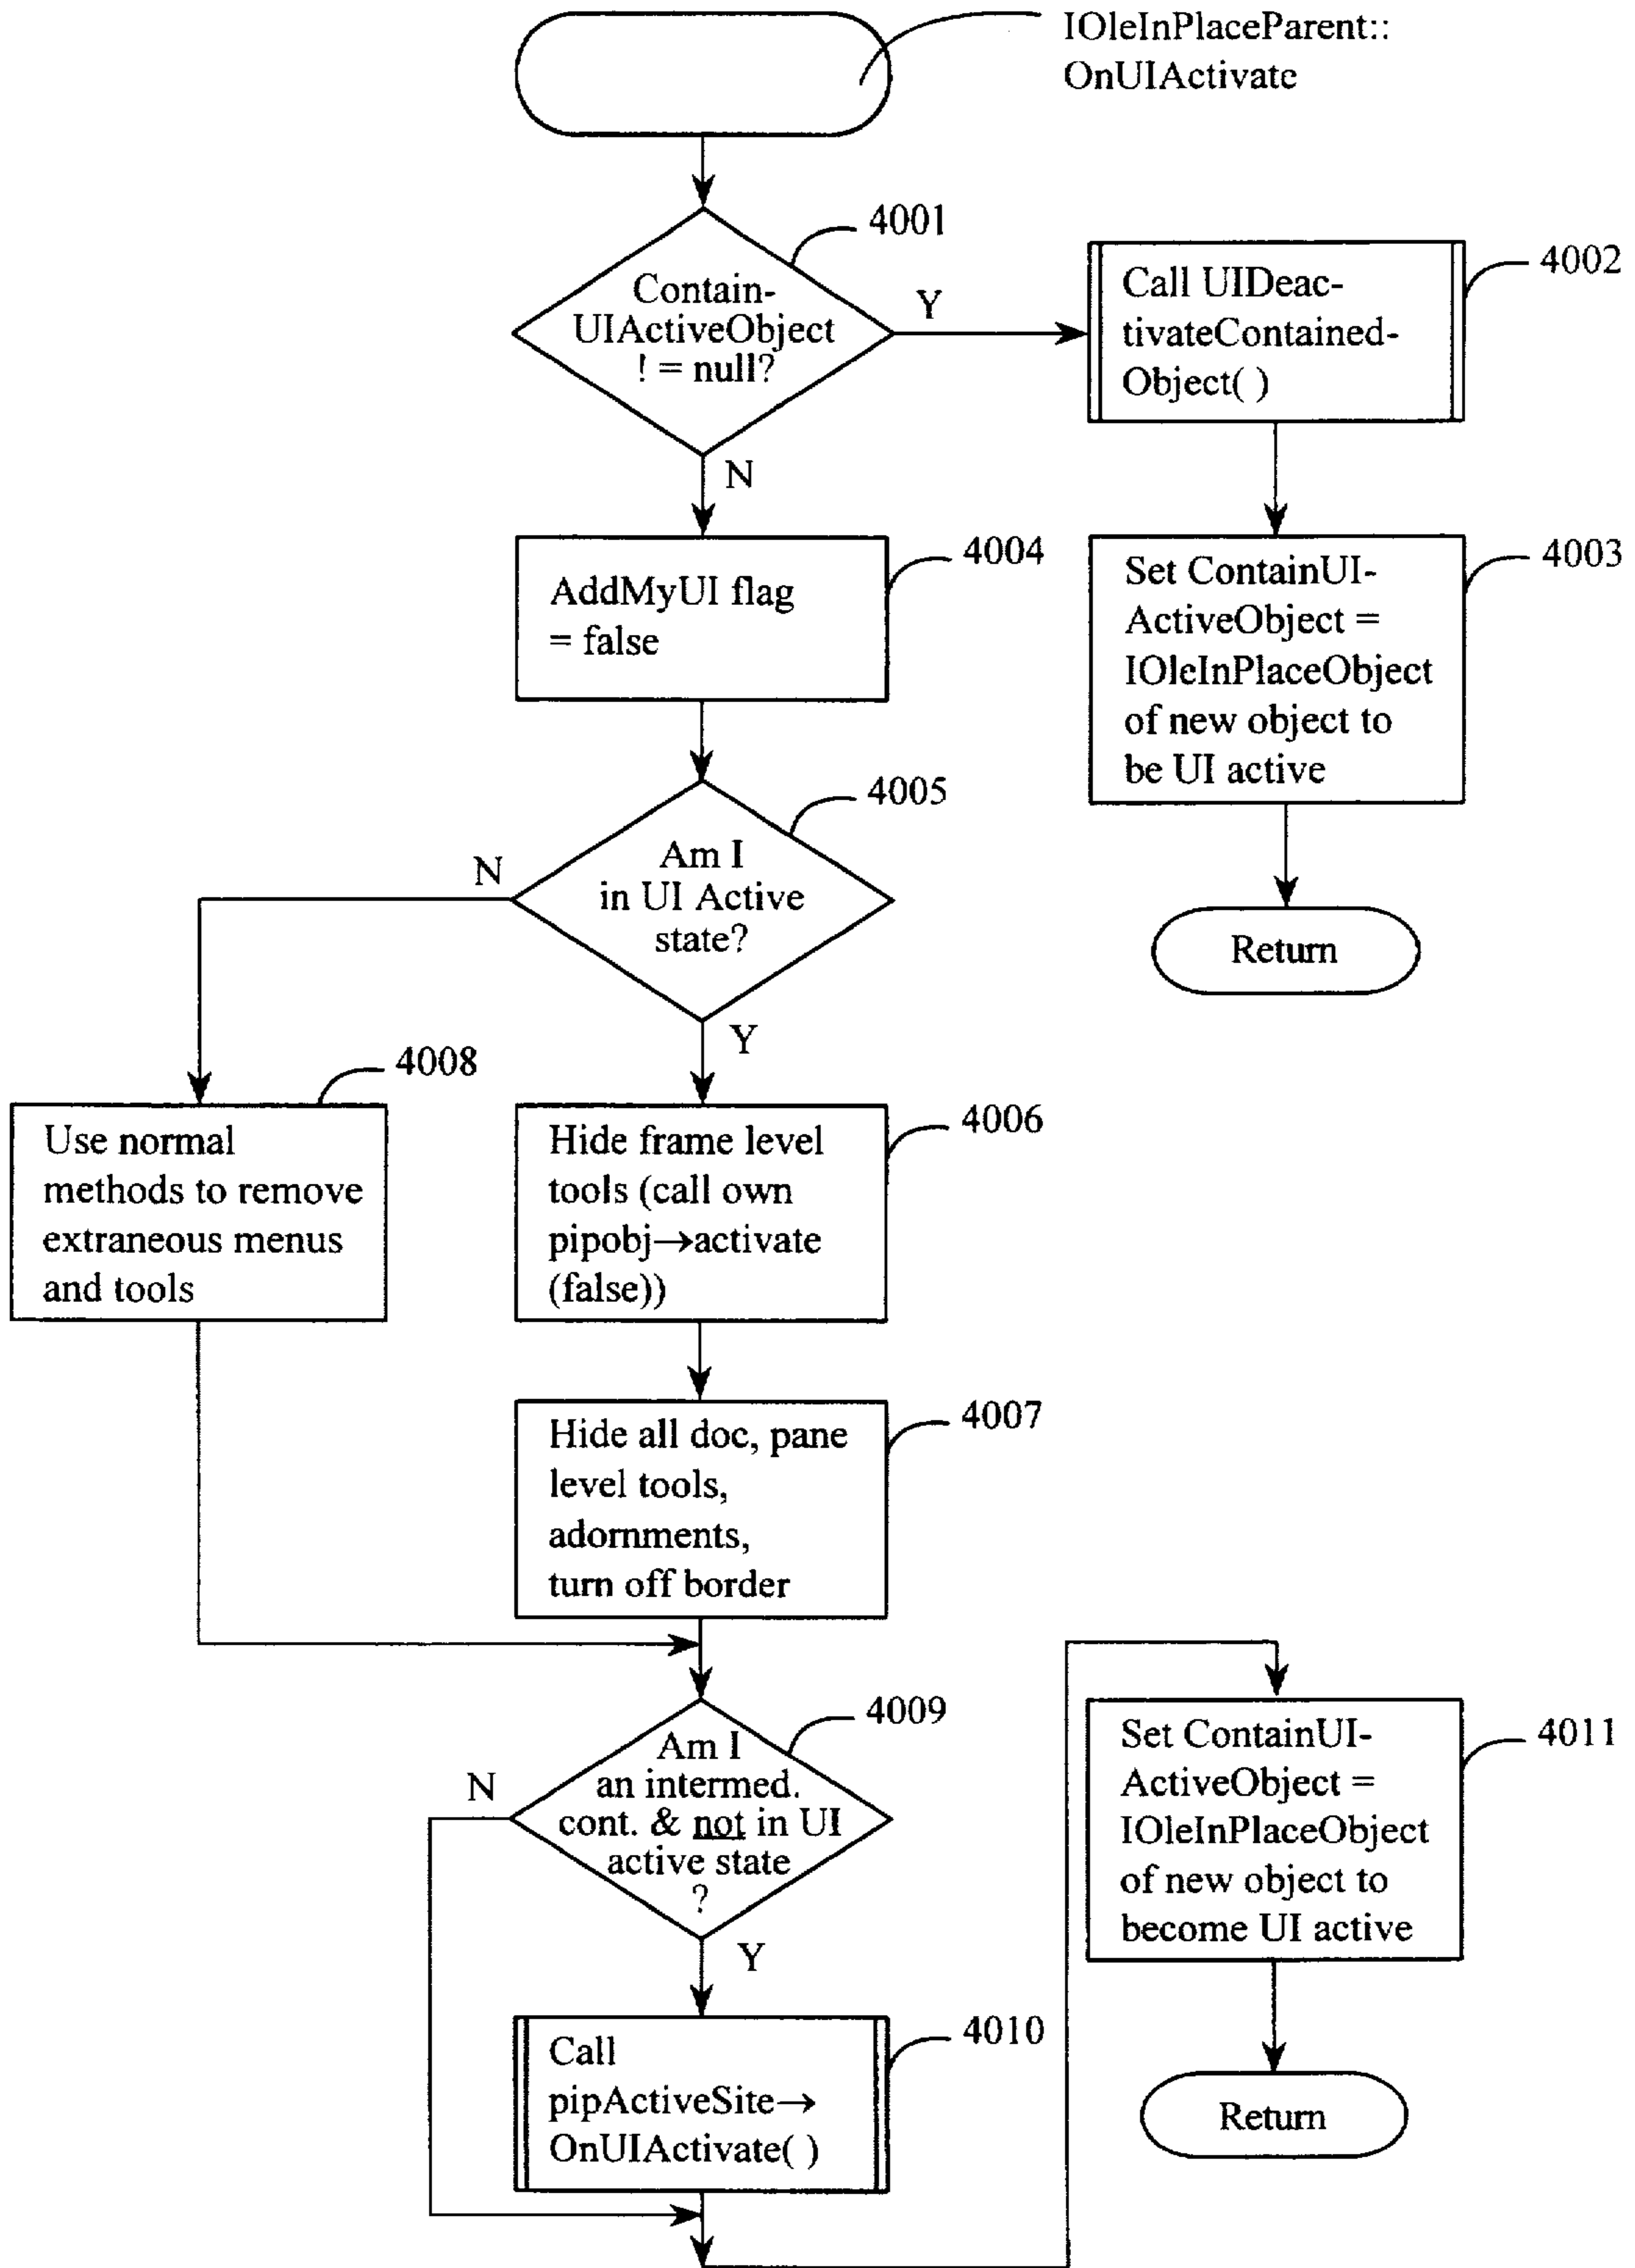 IOleInPlaceParent::
OnUIActivate
4001
Contain-
UIActiveObject
! = null?
Y
N
Call UIDeac-
tivateContained-
Object( )
4002
Set ContainUI-
ActiveObject =
IOleInPlaceObject
of new object to
be UI active
4003
Return
AddMyUI flag
= false
4004
Am I
in UI Active
state?
4005
N
Y
Use normal
methods to remove
extraneous menus
and tools
4008
Hide frame level
tools (call own
pipobj→activate
(false))
4006
Hide all doc, pane
level tools,
adornments,
turn off border
4007
Am I
an intermed.
cont. & not in UI
active state
?
4009
N
Y
Call
pipActiveSite→
OnUIActivate( )
4010
Set ContainUI-
ActiveObject =
IOleInPlaceObject
of new object to
become UI active
4011
Return